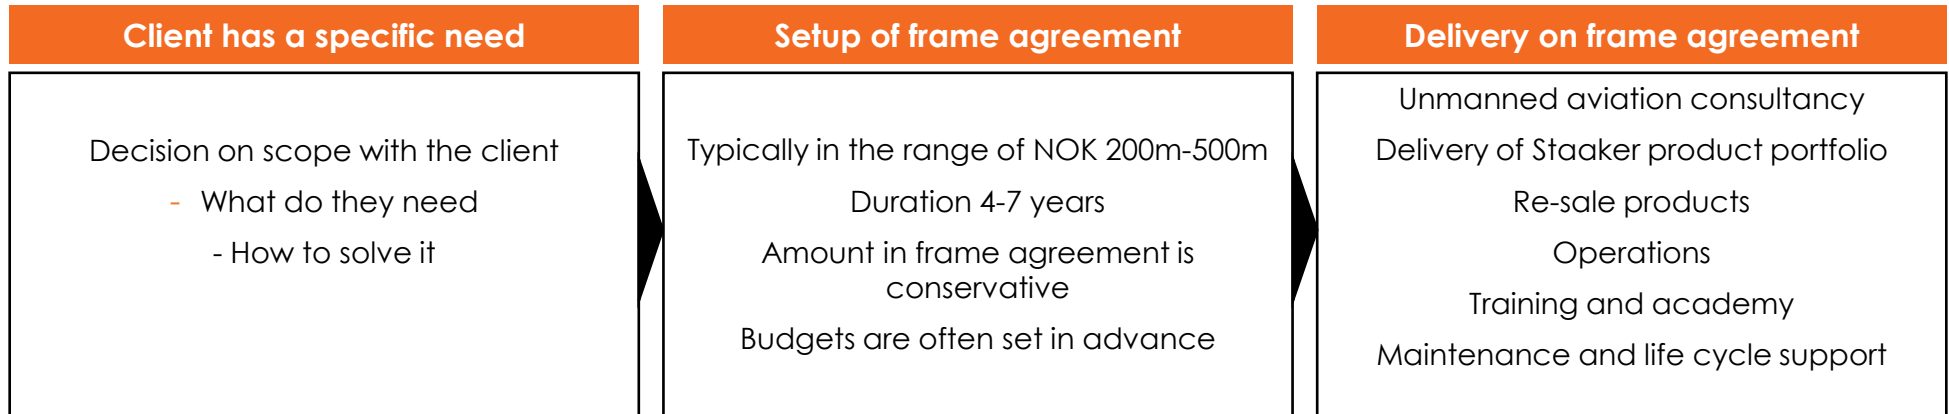 Client has a specific need
Decision on scope with the client
- What do they need
- How to solve it
Setup of frame agreement
Typically in the range of NOK 200m-500m
Duration 4-7 years
Amount in frame agreement is
conservative
Budgets are often set in advance
Delivery on frame agreement
Unmanned aviation consultancy
Delivery of Staaker product portfolio
Re-sale products
Operations
Training and academy
Maintenance and life cycle support